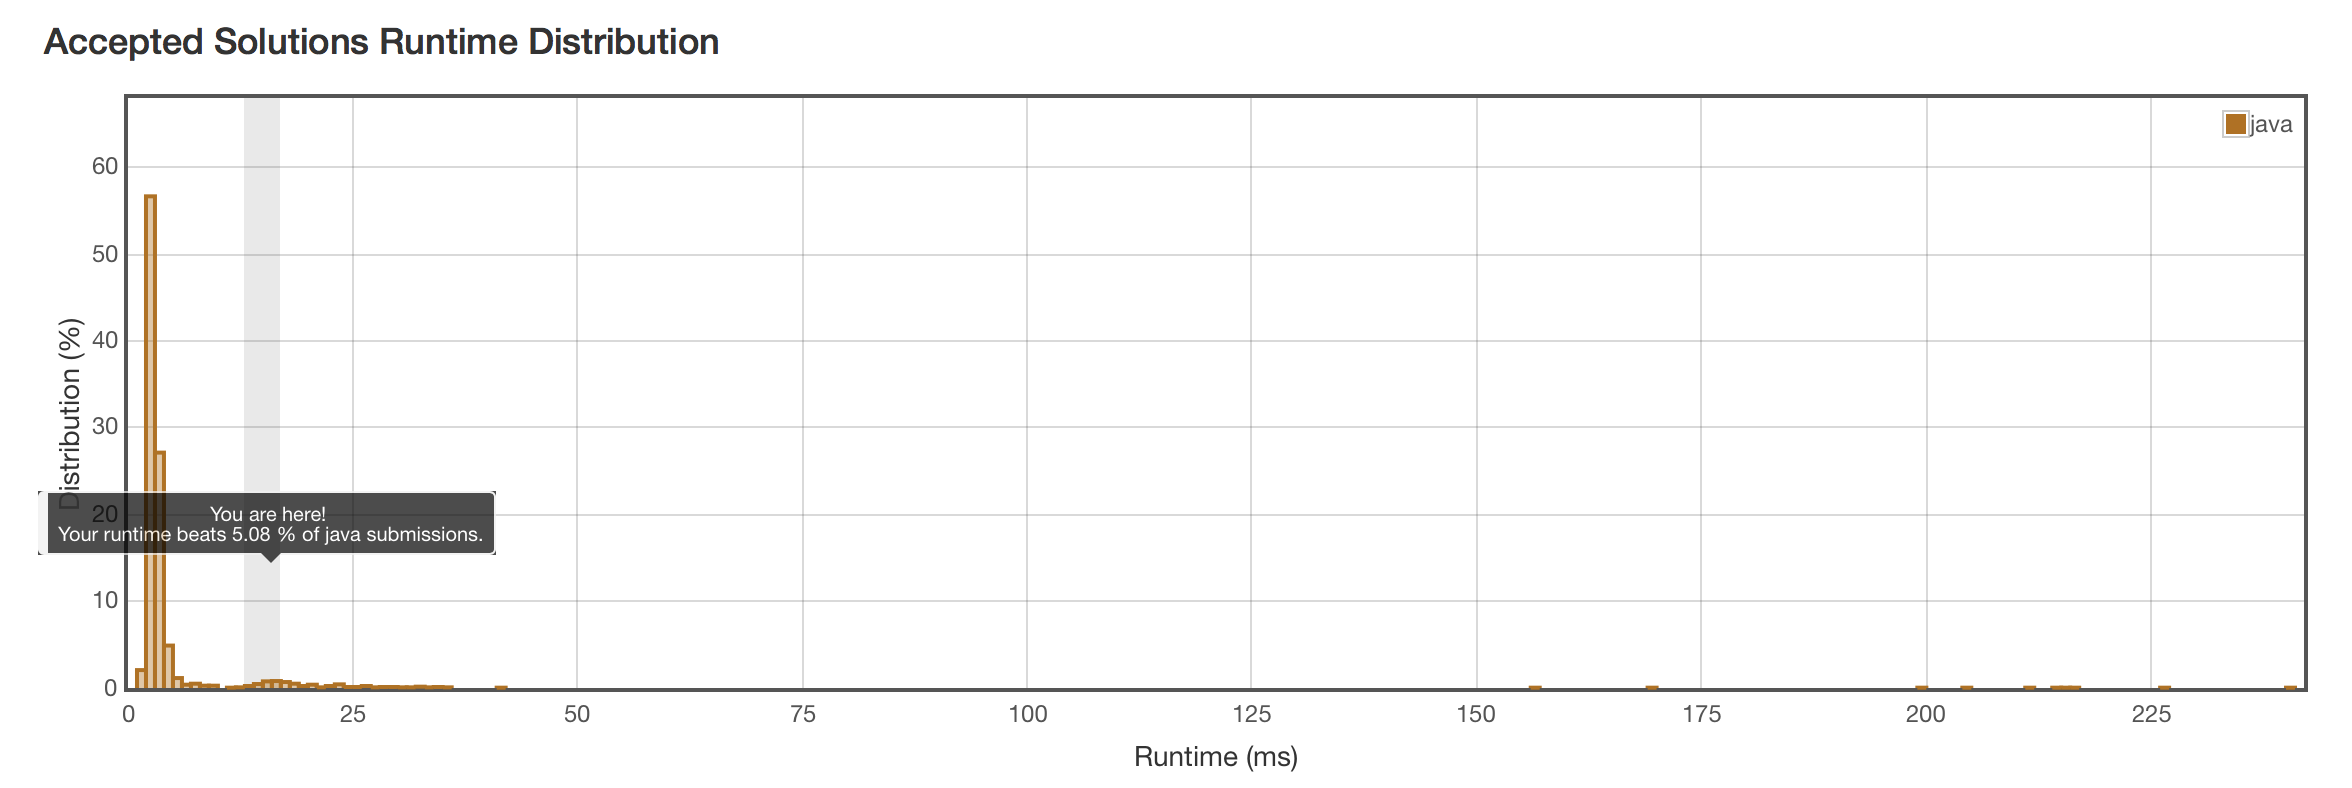 Accepted Solutions Runtime Distribution
java
Distribution (%)
60
50
40
30
20
10
0
You are here!
Your runtime beats 5.08 % of java submissions.
0 25 50 75 100 125 150 175 200 225
Runtime (ms)